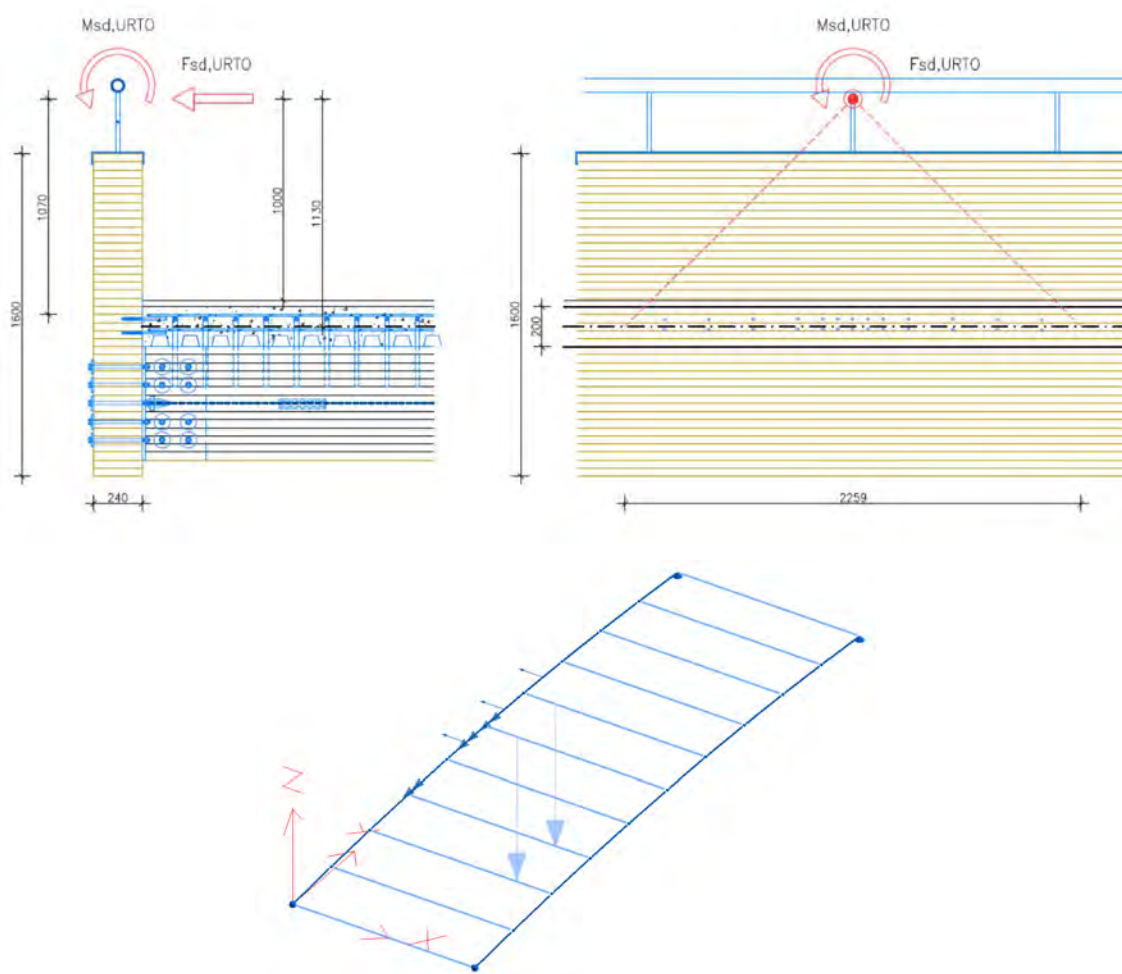 Msd,URTO
Fsd,URTO
1070
1600
1000
1130
240
Msd,URTO
Fsd,URTO
1600
200
2259
Z
Y
X